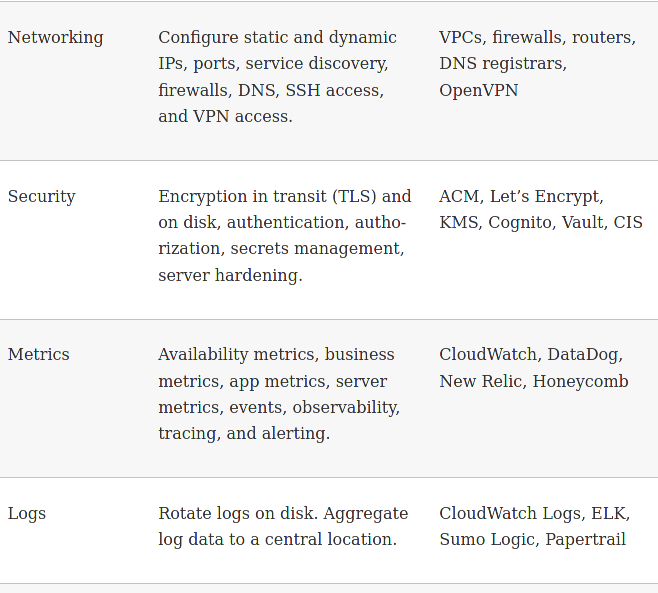 Networking
Configure static and dynamic
IPs, ports, service discovery,
firewalls, DNS, SSH access,
and VPN access.
VPCs, firewalls, routers,
DNS registrars,
OpenVPN
Security
Encryption in transit (TLS) and
on disk, authentication, autho-
rization, secrets management,
server hardening.
ACM, Let’s Encrypt,
KMS, Cognito, Vault, CIS
Metrics
Availability metrics, business
metrics, app metrics, server
metrics, events, observability,
tracing, and alerting.
CloudWatch, DataDog,
New Relic, Honeycomb
Logs
Rotate logs on disk. Aggregate
log data to a central location.
CloudWatch Logs, ELK,
Sumo Logic, Papertrail